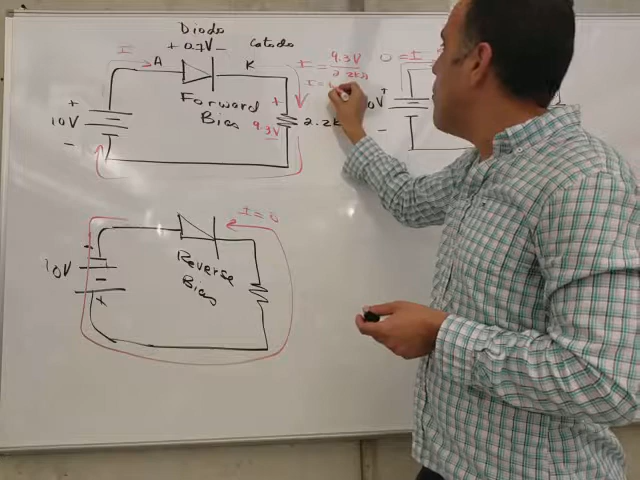 Diodo
+ 0.7V -
I
A
Catodo
K
Forward
Bias
+
10V
-
+
9.3V
-
2.2k
I = 9.3V
2.2kΩ
I =
0 = I
+
-
I = 0
-
10V
+
Reverse
Bias